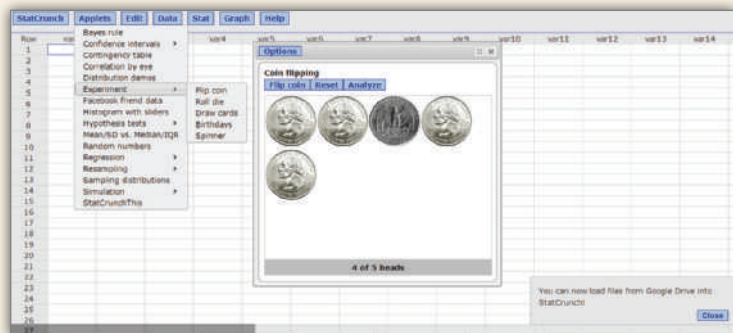 StatCrunch Applets Edit Data Stat Graph Help
Row var4 var5 var6 var7 var8 var9 var10 var11 var12 var13 var14
Bayes rule
Confidence intervals
Contingency table
Correlation by eye
Distribution demos
Experiment
Facebook friend data
Histogram with sliders
Hypothesis tests
Mean/SD vs. Median/IQR
Random numbers
Regression
Resampling
Sampling distributions
Simulation
StatCrunchThis
Flip coin
Roll die
Draw cards
Birthdays
Spinner
Options
Coin flipping
Flip coin Reset Analyze
4 of 5 heads
You can now load files from Google Drive into
StatCrunch!
Close
1
2
3
4
5
6
7
8
9
10
11
12
13
14
15
16
17
18
19
20
21
22
23
24
25
26
27